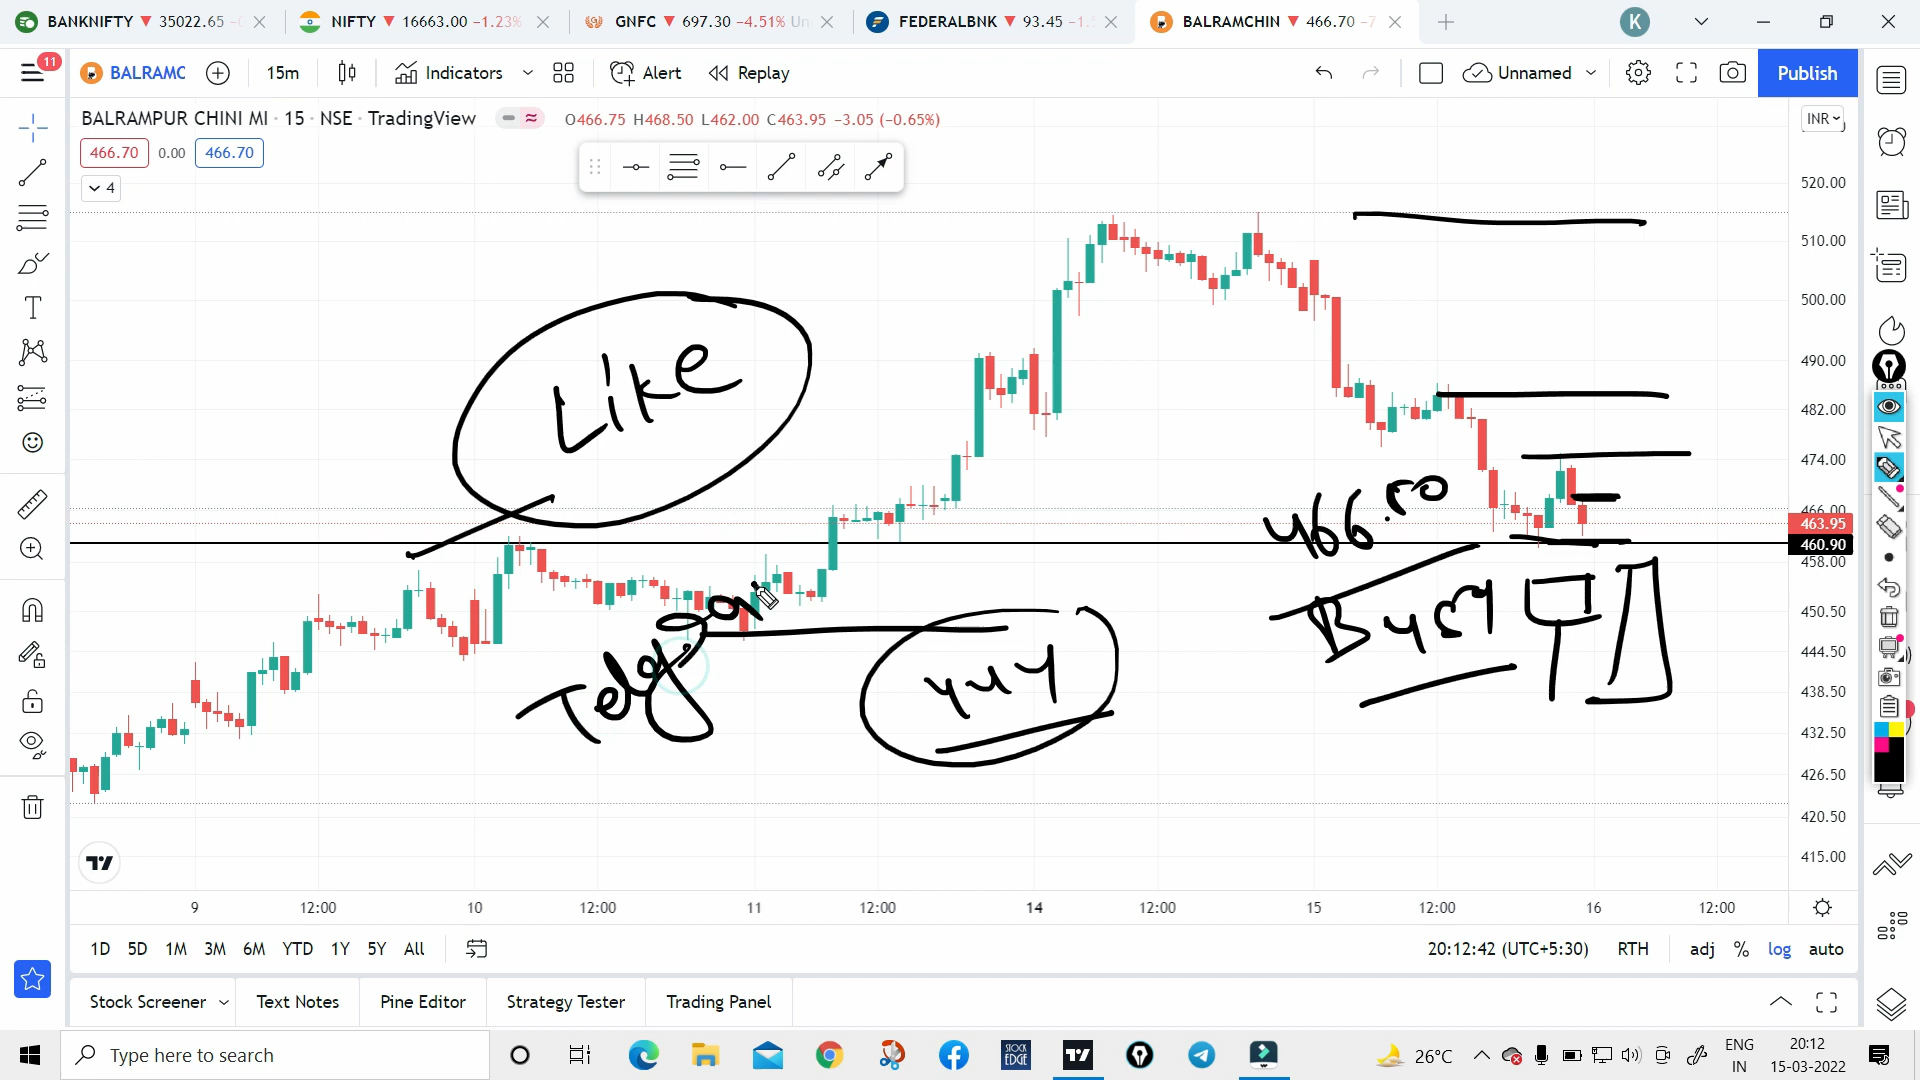 BANKNIFTY ▼ 35022.65
NIFTY ▼ 16663.00 −1.23%
GNFC ▼ 697.30 −4.51% Un
FEDERALBNK ▼ 93.45 −1.
BALRAMCHIN ▼ 466.70 −7
K
11
BALRAMC
15m
Indicators
Alert
Replay
Unnamed
Publish
BALRAMPUR CHINI MI · 15 · NSE · TradingView
O466.75 H468.50 L462.00 C463.95 −3.05 (−0.65%)
INR
466.70 0.00 466.70
4
520.00
510.00
500.00
490.00
482.00
474.00
466.00
463.95
460.90
458.00
450.50
444.50
438.50
432.50
426.50
420.50
415.00
Like
466.50
444
9 12:00 10 12:00 11 12:00 14 12:00 15 12:00 16 12:00
1D 5D 1M 3M 6M YTD 1Y 5Y All
20:12:42 (UTC+5:30) RTH adj % log auto
Stock Screener Text Notes Pine Editor Strategy Tester Trading Panel
Type here to search
STOCK
EDGE
26°C
ENG
IN
20:12
15-03-2022